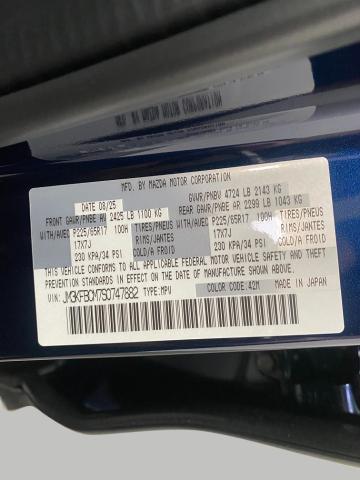 MFD. BY MAZDA MOTOR CORPORATION
DATE 08/25 GVWR/PNBV 4724 LB 2143 KG
FRONT GAWR/PNBE AV 2425 LB 1100 KG REAR GAWR/PNBE AR 2299 LB 1043 KG
WITH/AVEC P225/65R17 100H TIRES/PNEUS WITH/AVEC P225/65R17 100H TIRES/PNEUS
17X7J RIMS/JANTES 17X7J RIMS/JANTES
230 KPA/34 PSI COLD/A FROID 230 KPA/34 PSI COLD/A FROID
THIS VEHICLE CONFORMS TO ALL APPLICABLE FEDERAL MOTOR VEHICLE SAFETY AND THEFT
PREVENTION STANDARDS IN EFFECT ON THE DATE OF MANUFACTURE SHOWN ABOVE.
VIN: JM3KFBCM7S0747882 TYPE:MPV COLOR CODE:42M MADE IN JAPAN